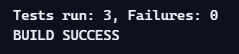 Tests run: 3, Failures: 0
BUILD SUCCESS